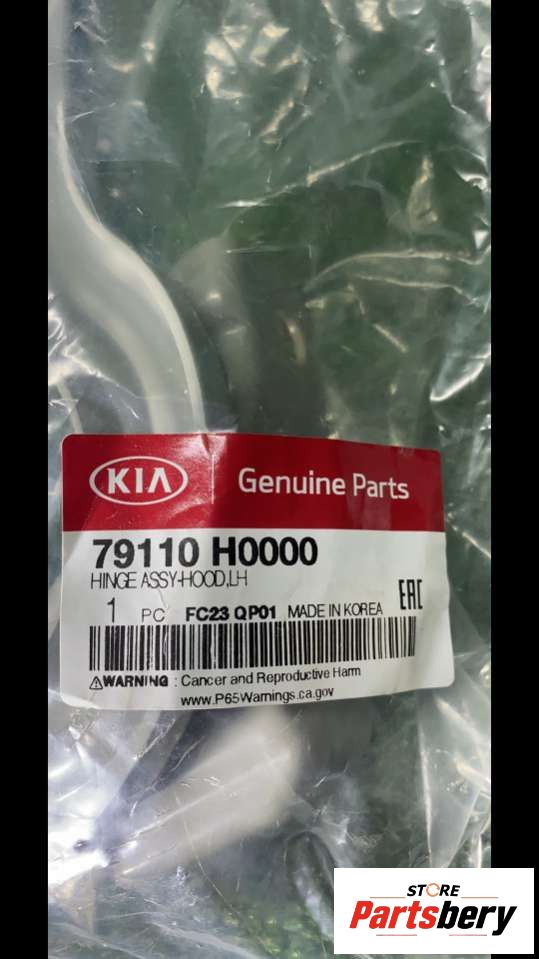 KIA Genuine Parts
79110 H0000
HINGE ASSY-HOOD,LH
1 PC FC23 QP01 MADE IN KOREA EAC
WARNING : Cancer and Reproductive Harm
www.P65Warnings.ca.gov
STORE
Partsbery